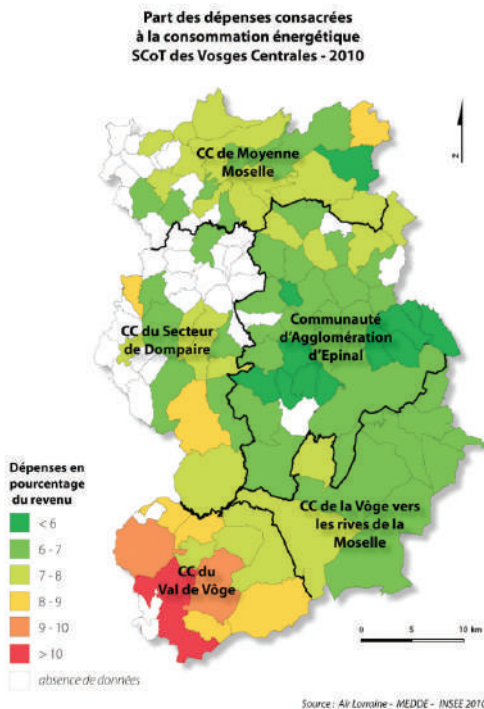 Part des dépenses consacrées
à la consommation énergétique
SCoT des Vosges Centrales - 2010
N
CC de Moyenne
Moselle
CC du Secteur
de Dompaire
Communauté
d'Agglomération
d'Epinal
CC de la Vôge vers
les rives de la
Moselle
CC du
Val de Vôge
Dépenses en
pourcentage
du revenu
< 6
6 - 7
7 - 8
8 - 9
9 - 10
> 10
absence de données
0 5 10 km
Source : Air Lorraine - MEDDE - INSEE 2010